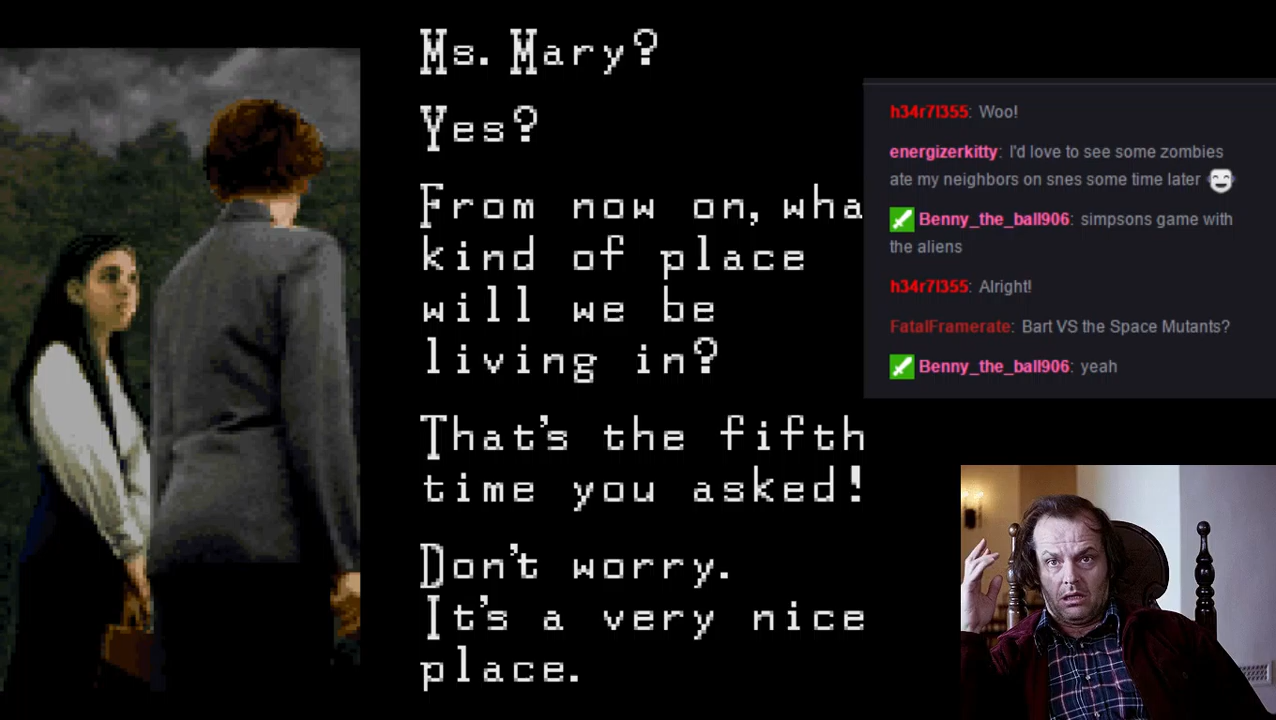 Ms. Mary?
Yes?
From now on, wha
kind of place
will we be
living in?
That's the fifth
time you asked!
Don't worry.
It's a very nice
place.
h34r7l355: Woo!
energizerkitty: I'd love to see some zombies
ate my neighbors on snes some time later
Benny_the_ball906: simpsons game with
the aliens
h34r7l355: Alright!
FatalFramerate: Bart VS the Space Mutants?
Benny_the_ball906: yeah